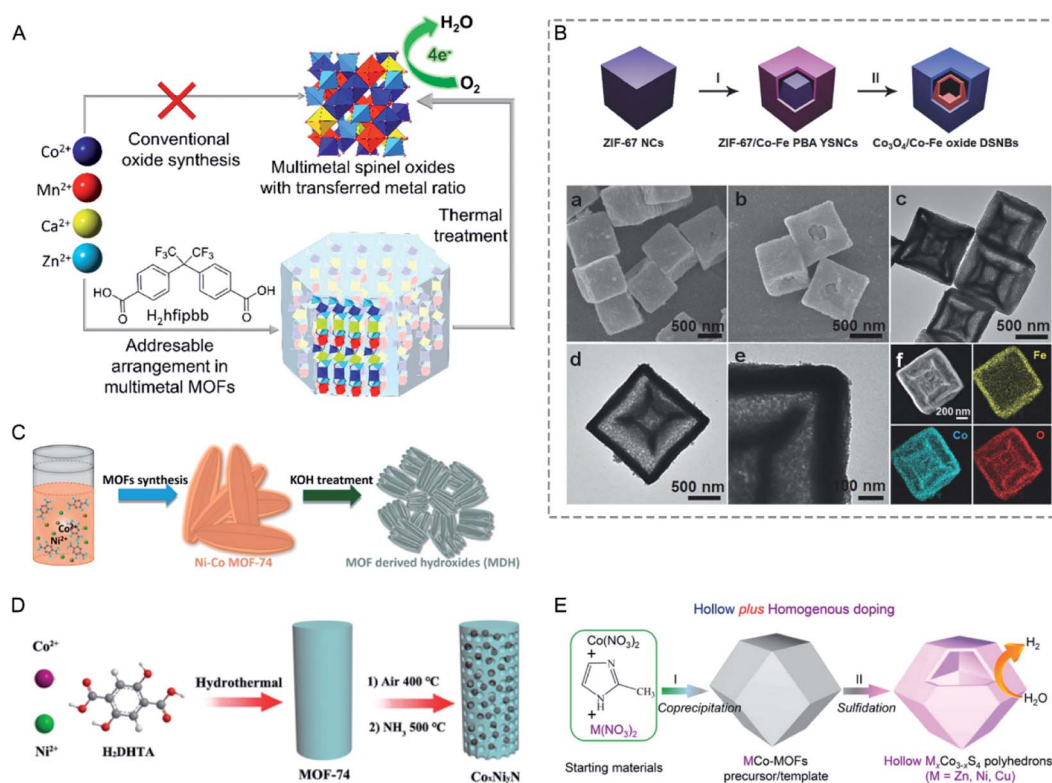 A
H₂O
4e⁻
O₂
Conventional
oxide synthesis
Multimetal spinel oxides
with transferred metal ratio
Co²⁺
Mn²⁺
Ca²⁺
Zn²⁺
Thermal
treatment
F₃C CF₃
HO OH
O O
H₂hfipbb
Addresable
arrangement in
multimetal MOFs
B
I
II
ZIF-67 NCs
ZIF-67/Co-Fe PBA YSNCs
Co₃O₄/Co-Fe oxide DSNBs
a
500 nm
b
500 nm
c
500 nm
d
500 nm
e
100 nm
f
200 nm
Fe
Co
O
C
MOFs synthesis
KOH treatment
Co²⁺
Ni²⁺
Ni-Co MOF-74
MOF derived hydroxides (MDH)
D
Co²⁺
Ni²⁺
H₂DHTA
Hydrothermal
MOF-74
1) Air 400 °C
2) NH₃ 500 °C
CoₓNiᵧN
E
Hollow plus Homogenous doping
Co(NO₃)₂
+
N
CH₃
N
H
+
M(NO₃)₂
Starting materials
I
Coprecipitation
MCo-MOFs
precursor/template
II
Sulfidation
H₂
H₂O
Hollow MₓCo₃₋ₓS₄ polyhedrons
(M = Zn, Ni, Cu)